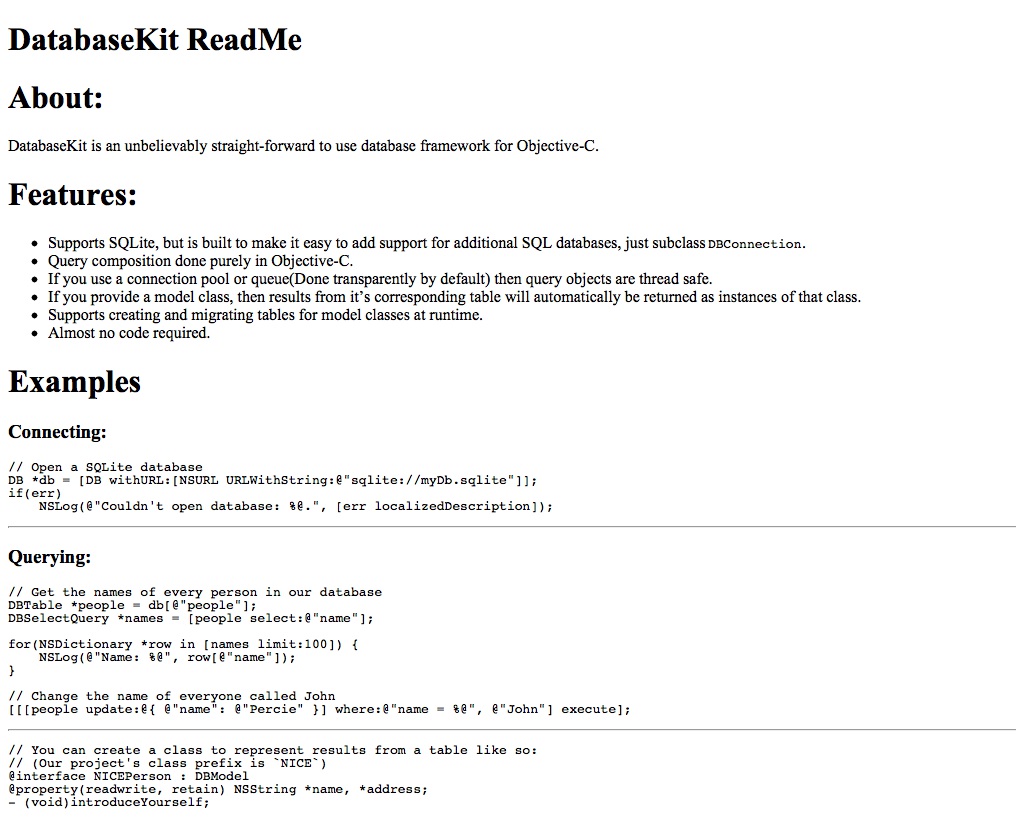 DatabaseKit ReadMe
About:
DatabaseKit is an unbelievably straight-forward to use database framework for Objective-C.
Features:
• Supports SQLite, but is built to make it easy to add support for additional SQL databases, just subclass DBConnection.
• Query composition done purely in Objective-C.
• If you use a connection pool or queue(Done transparently by default) then query objects are thread safe.
• If you provide a model class, then results from it’s corresponding table will automatically be returned as instances of that class.
• Supports creating and migrating tables for model classes at runtime.
• Almost no code required.
Examples
Connecting:
// Open a SQLite database
DB *db = [DB withURL:[NSURL URLWithString:@"sqlite://myDb.sqlite"]];
if(err)
    NSLog(@"Couldn't open database: %@.", [err localizedDescription]);
Querying:
// Get the names of every person in our database
DBTable *people = db[@"people"];
DBSelectQuery *names = [people select:@"name"];
for(NSDictionary *row in [names limit:100]) {
    NSLog(@"Name: %@", row[@"name"]);
}
// Change the name of everyone called John
[[[people update:@{ @"name": @"Percie" }] where:@"name = %@", @"John"] execute];
// You can create a class to represent results from a table like so:
// (Our project's class prefix is `NICE`)
@interface NICEPerson : DBModel
@property(readwrite, retain) NSString *name, *address;
- (void)introduceYourself;